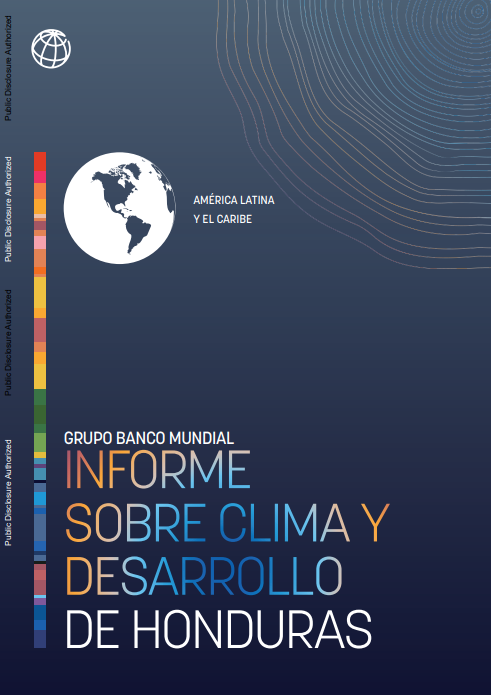 Public Disclosure Authorized
Public Disclosure Authorized
Public Disclosure Authorized
Public Disclosure Authorized
AMÉRICA LATINA
Y EL CARIBE
GRUPO BANCO MUNDIAL
INFORME
SOBRE CLIMA Y
DESARROLLO
DE HONDURAS